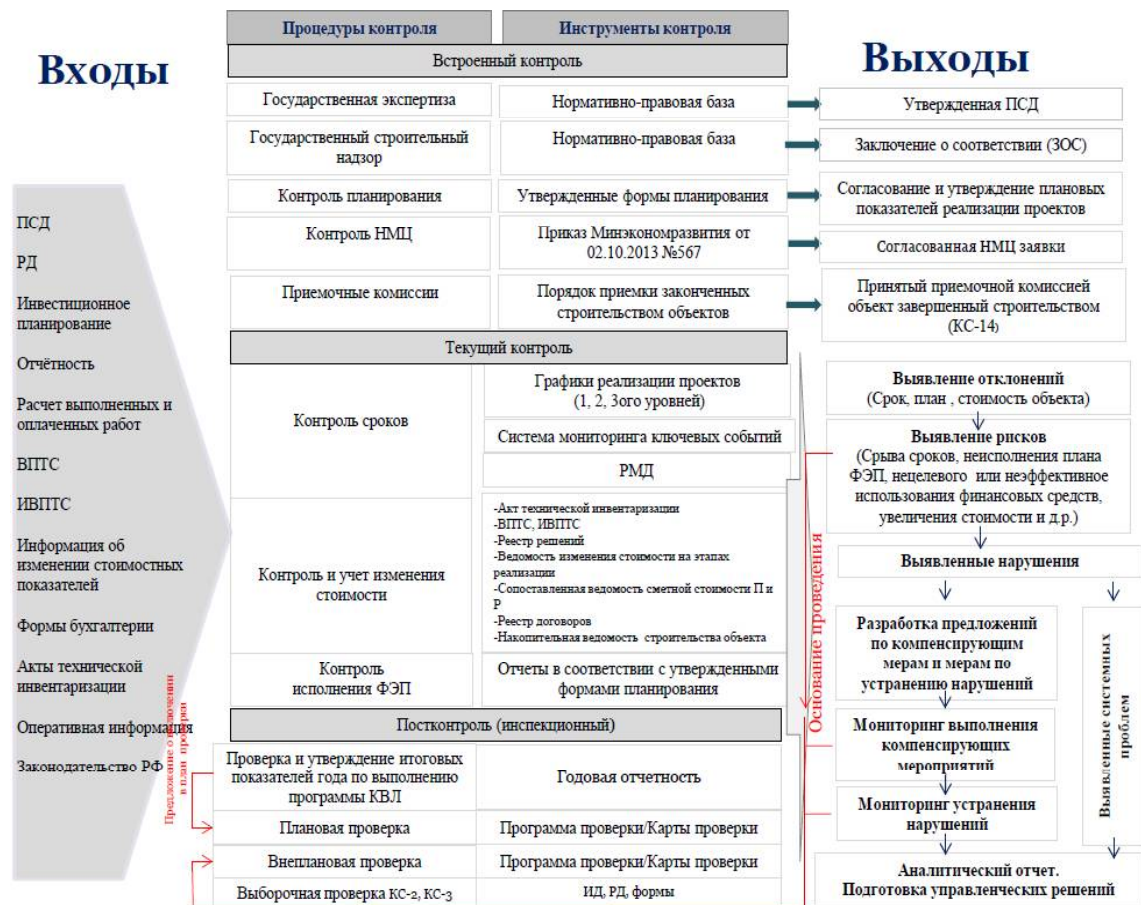 Входы
ПСД
РД
Инвестиционное
планирование
Отчётность
Расчет выполненных и
оплаченных работ
ВПТС
ИВПТС
Информация об
изменении стоимостных
показателей
Формы бухгалтерии
Акты технической
инвентаризации
Оперативная информация
Законодательство РФ
Предложение о включении
в план проверки
Процедуры контроля
Инструменты контроля
Встроенный контроль
Государственная экспертиза
Нормативно-правовая база
Государственный строительный
надзор
Нормативно-правовая база
Контроль планирования
Утвержденные формы планирования
Контроль НМЦ
Приказ Минэкономразвития от
02.10.2013 №567
Приемочные комиссии
Порядок приемки законченных
строительством объектов
Текущий контроль
Контроль сроков
Графики реализации проектов
(1, 2, 3ого уровней)
Система мониторинга ключевых событий
РМД
Контроль и учет изменения
стоимости
-Акт технической инвентаризации
-ВПТС, ИВПТС
-Реестр решений
-Ведомость изменения стоимости на этапах
реализации
-Сопоставленная ведомость сметной стоимости П и
Р
-Реестр договоров
-Накопительная ведомость строительства объекта
Контроль
исполнения ФЭП
Отчеты в соответствии с утвержденными
формами планирования
Постконтроль (инспекционный)
Проверка и утверждение итоговых
показателей года по выполнению
программы КВЛ
Годовая отчетность
Плановая проверка
Программа проверки/Карты проверки
Внеплановая проверка
Программа проверки/Карты проверки
Выборочная проверка КС-2, КС-3
ИД, РД, формы
Основание проведения
Выходы
Утвержденная ПСД
Заключение о соответствии (ЗОС)
Согласование и утверждение плановых
показателей реализации проектов
Согласованная НМЦ заявки
Принятый приемочной комиссией
объект завершенный строительством
(КС-14)
Выявление отклонений
(Срок, план , стоимость объекта)
Выявление рисков
(Срыва сроков, неисполнения плана
ФЭП, нецелевого или неэффективное
использования финансовых средств,
увеличения стоимости и д.р.)
Выявленные нарушения
Разработка предложений
по компенсирующим
мерам и мерам по
устранению нарушений
Мониторинг выполнения
компенсирующих
мероприятий
Мониторинг устранения
нарушений
Выявленные системных
проблем
Аналитический отчет.
Подготовка управленческих решений